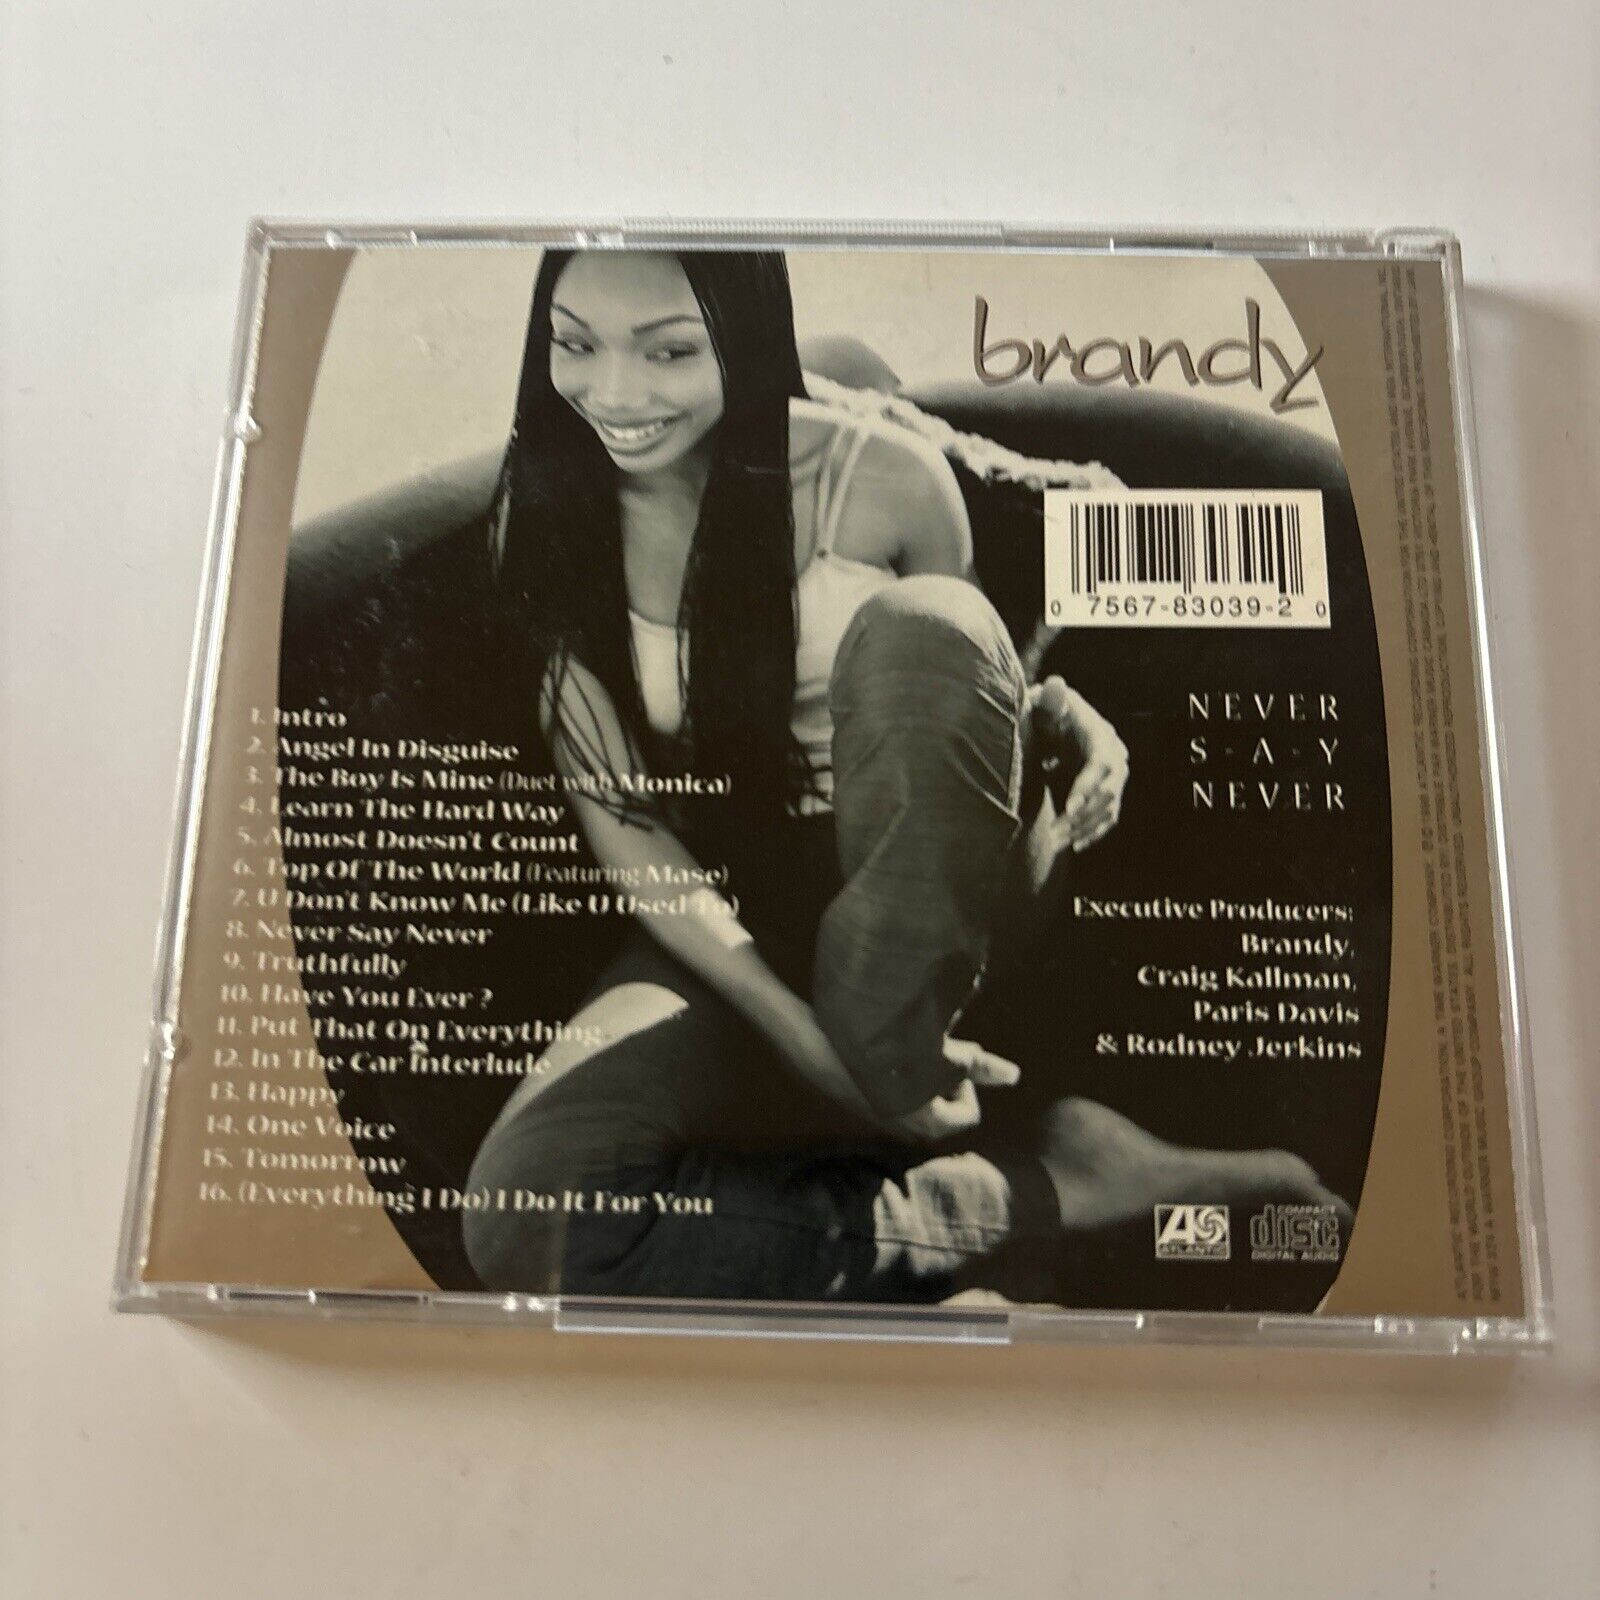 brandy
0 7567-83039-2 0
NEVER
S-A-Y
NEVER
1. Intro
2. Angel In Disguise
3. The Boy Is Mine (Duet with Monica)
4. Learn The Hard Way
5. Almost Doesn't Count
6. Top Of The World (Featuring Mase)
7. U Don't Know Me (Like U Used To)
8. Never Say Never
9. Truthfully
10. Have You Ever?
11. Put That On Everything
12. In The Car Interlude
13. Happy
14. One Voice
15. Tomorrow
16. (Everything I Do) I Do It For You
Executive Producers:
Brandy,
Craig Kallman,
Paris Davis
& Rodney Jerkins
ATLANTIC
COMPACT
disc
DIGITAL AUDIO